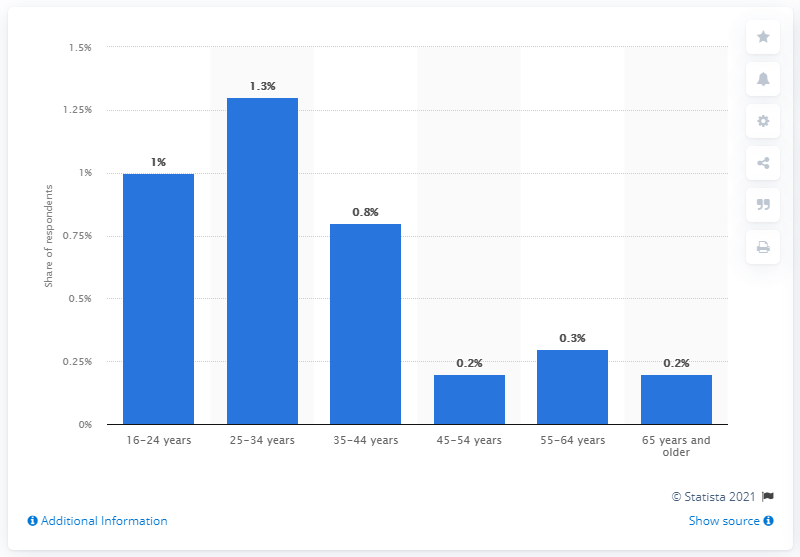 1.5%
1.25%
1%
0.75%
0.5%
0.25%
0%
Share of respondents
1%
1.3%
0.8%
0.2%
0.3%
0.2%
16-24 years
25-34 years
35-44 years
45-54 years
55-64 years
65 years and
older
© Statista 2021
Additional Information
Show source